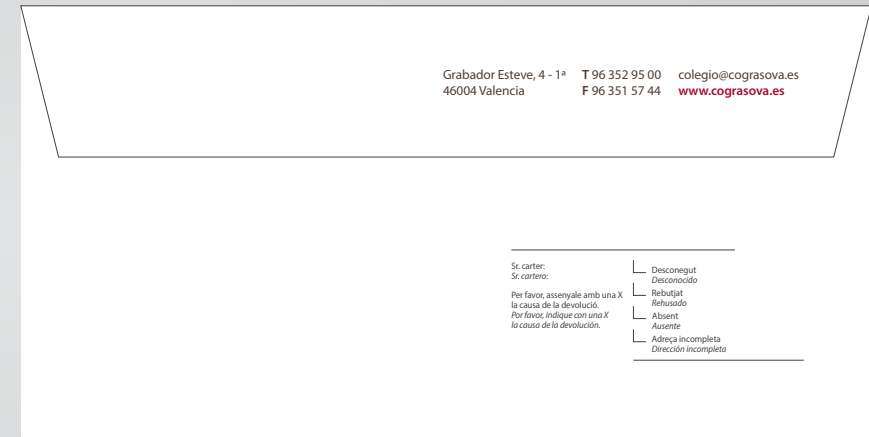 Grabador Esteve, 4 - 1ª T 96 352 95 00 colegio@cograsova.es
46004 Valencia F 96 351 57 44 www.cograsova.es
Sr. carter:
Sr. cartero:
Per favor, assenyale amb una X
la causa de la devolució.
Por favor, indique con una X
la causa de la devolución.
Desconegut
Desconocido
Rebutjat
Rehusado
Absent
Ausente
Adreça incompleta
Dirección incompleta